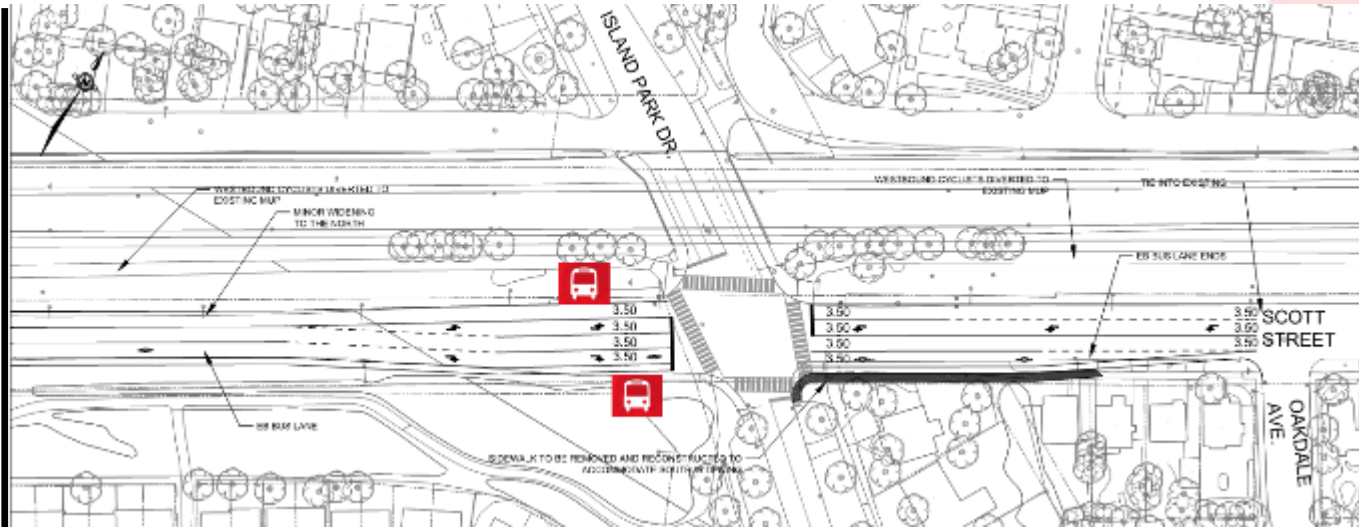 ISLAND PARK DR.
WESTBOUND CYCLISTS DIVERTED TO
EXISTING MUP
MINOR WIDENING
TO THE NORTH
WESTBOUND CYCLISTS DIVERTED TO
EXISTING MUP
TIE INTO EXISTING
EB BUS LANE ENDS
3.50
3.50
3.50
3.50
3.50
3.50
3.50
3.50
3.50
3.50
3.50
SCOTT
STREET
EB BUS LANE
SIDEWALK TO BE REMOVED AND RECONSTRUCTED TO
ACCOMMODATE SOUTH WIDENING
OAKDALE
AVE.